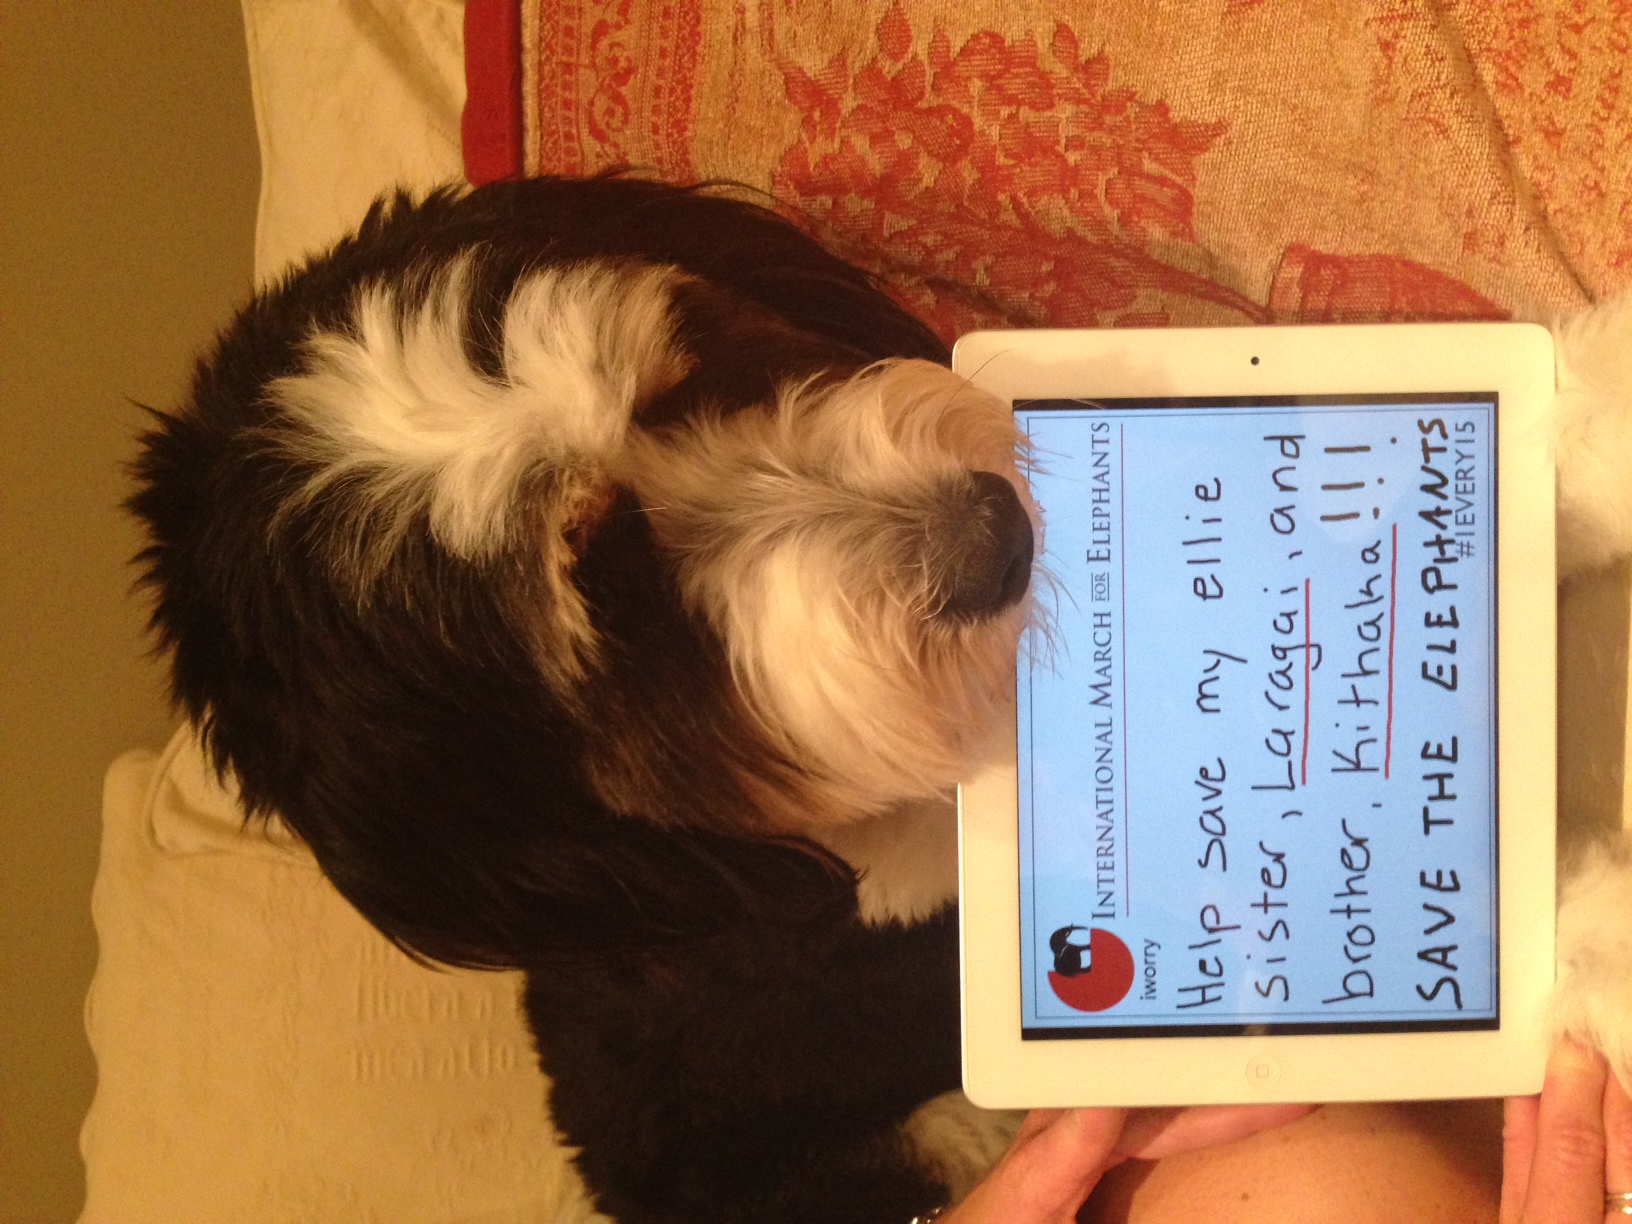 INTERNATIONAL MARCH FOR ELEPHANTS
iworry
Help save my ellie
sister, Laragai, and
brother, Kithaka!!!
SAVE THE ELEPHANTS
#1EVERY15